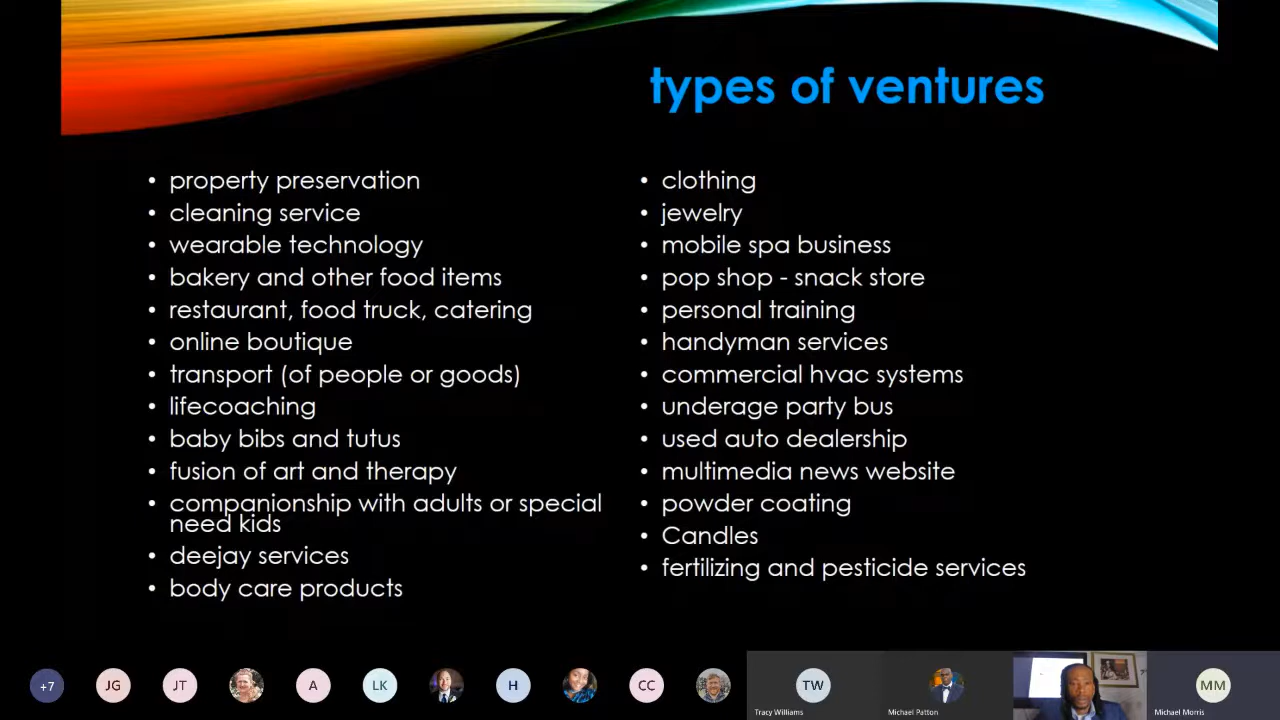 types of ventures
• property preservation
• cleaning service
• wearable technology
• bakery and other food items
• restaurant, food truck, catering
• online boutique
• transport (of people or goods)
• lifecoaching
• baby bibs and tutus
• fusion of art and therapy
• companionship with adults or special
need kids
• deejay services
• body care products
• clothing
• jewelry
• mobile spa business
• pop shop - snack store
• personal training
• handyman services
• commercial hvac systems
• underage party bus
• used auto dealership
• multimedia news website
• powder coating
• Candles
• fertilizing and pesticide services
+7
JG
JT
A
LK
H
CC
TW
Tracy Williams
Michael Patton
MM
Michael Morris